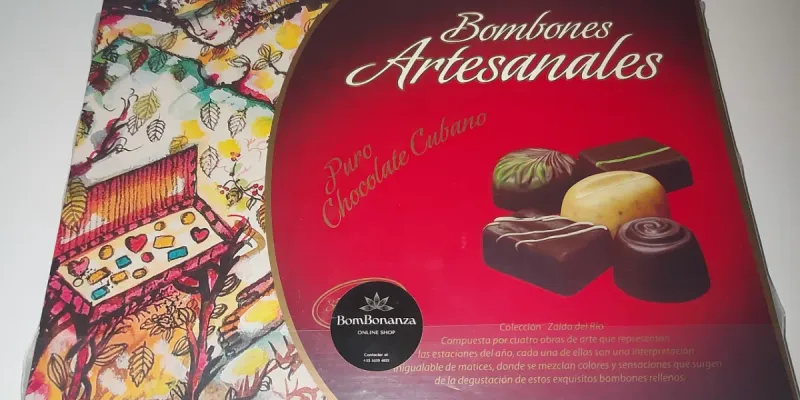 Bombones
Artesanales
Puro
Chocolate Cubano
BomBonanza
ONLINE SHOP
Contacto al:
Colección Zaida del Río
Compuesta por cuatro obras de arte que representan
las estaciones del año, cada una de ellas son una interpretación
inigualable de matices, donde se mezclan colores y sensaciones que surgen
de la degustación de estos exquisitos bombones rellenos.